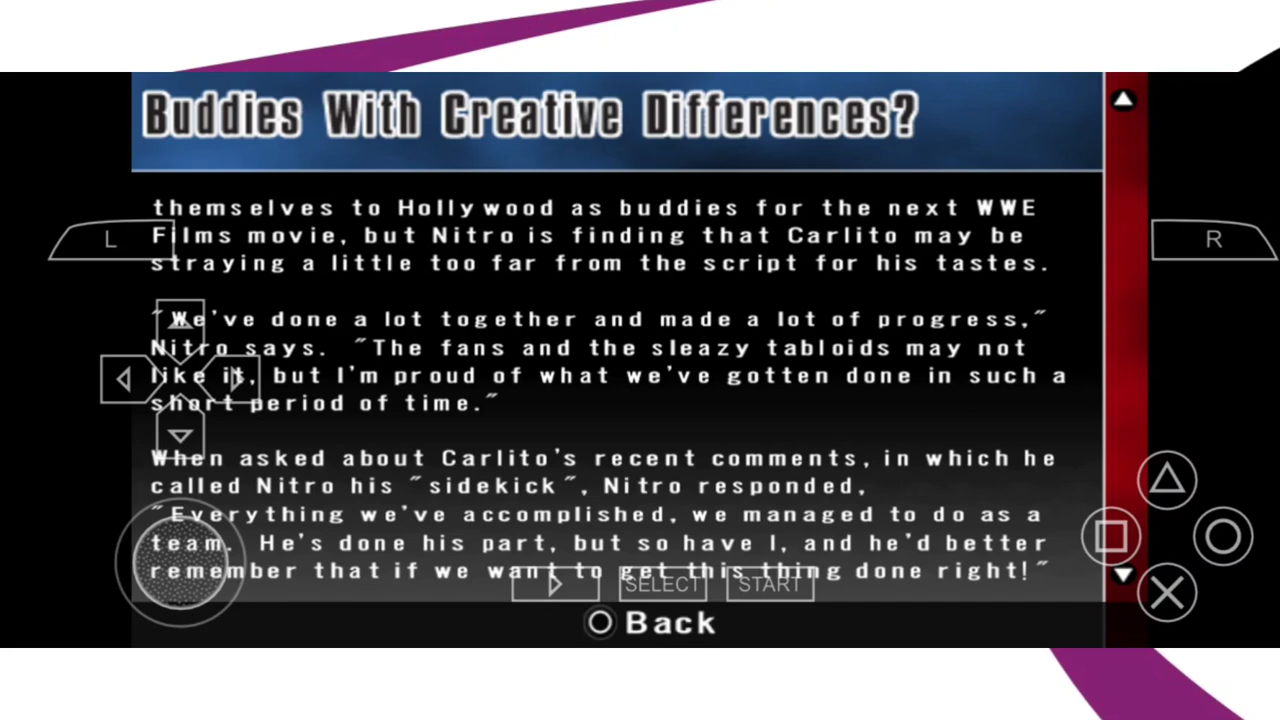 Buddies With Creative Differences?
themselves to Hollywood as buddies for the next WWE
L
Films movie, but Nitro is finding that Carlito may be
R
straying a little too far from the script for his tastes.
"We've done a lot together and made a lot of progress,"
Nitro says. "The fans and the sleazy tabloids may not
like it, but I'm proud of what we've gotten done in such a
short period of time."
When asked about Carlito's recent comments, in which he
called Nitro his "sidekick", Nitro responded,
"Everything we've accomplished, we managed to do as a
team. He's done his part, but so have I, and he'd better
remember that if we want to get this thing done right!"
SELECT
START
Back